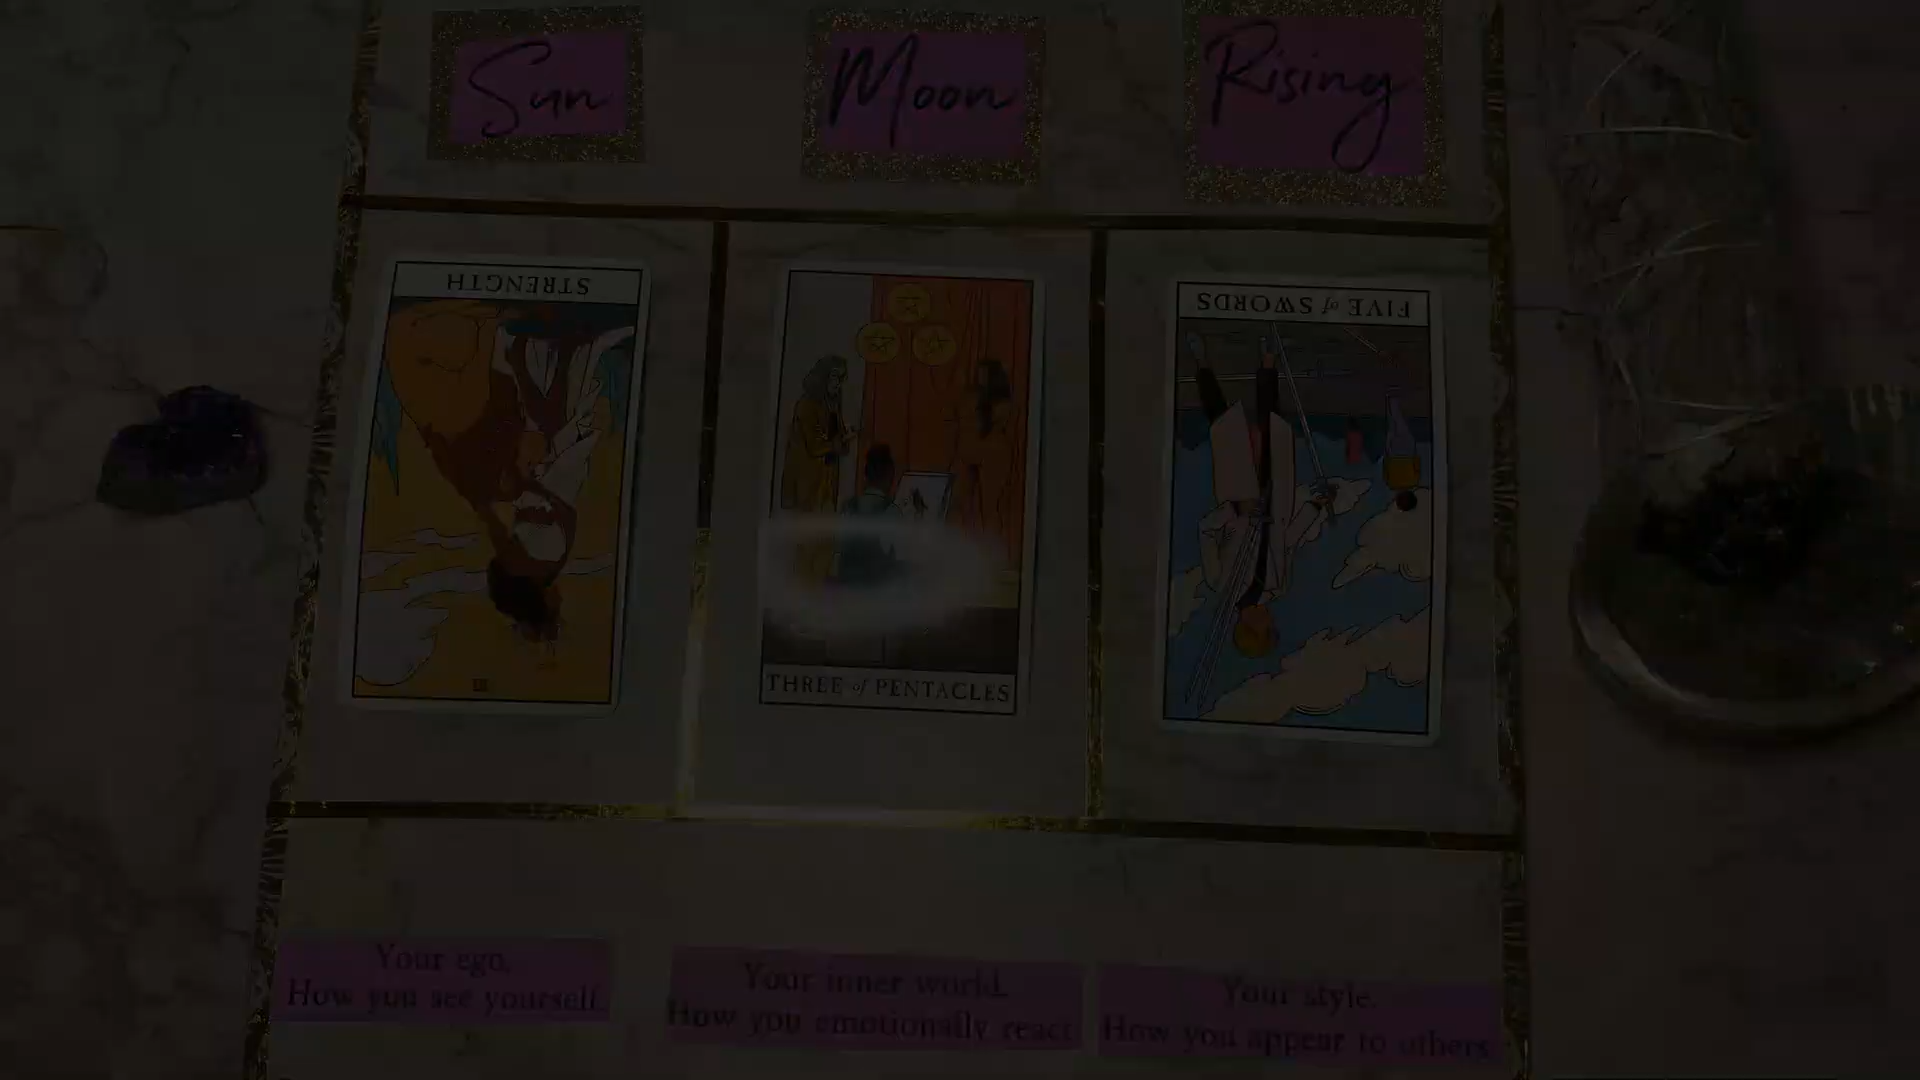 Sun
Moon
Rising
STRENGTH
THREE of PENTACLES
FIVE of SWORDS
Your ego.
How you see yourself.
Your inner world.
How you emotionally react
Your style.
How you appear to others